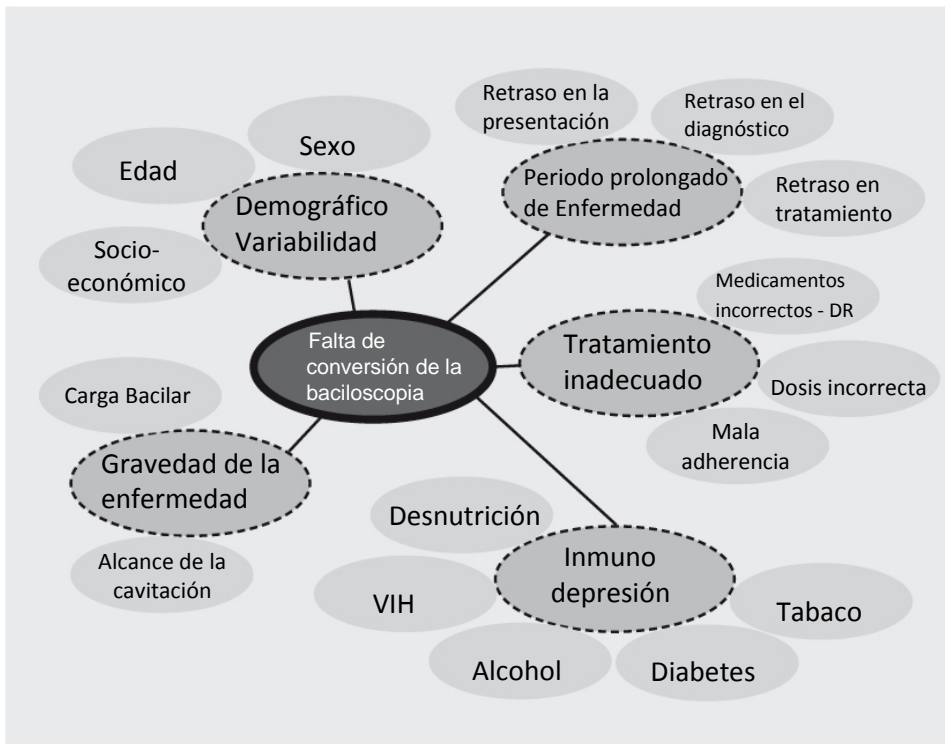 Retraso en la
presentación
Retraso en el
diagnóstico
Sexo
Edad
Periodo prolongado
de Enfermedad
Retraso en
tratamiento
Demográfico
Variabilidad
Socio-
económico
Medicamentos
incorrectos - DR
Falta de
conversión de la
baciloscopia
Tratamiento
inadecuado
Dosis incorrecta
Carga Bacilar
Mala
adherencia
Gravedad de la
enfermedad
Desnutrición
Inmuno
depresión
Alcance de la
cavitación
VIH
Tabaco
Alcohol
Diabetes